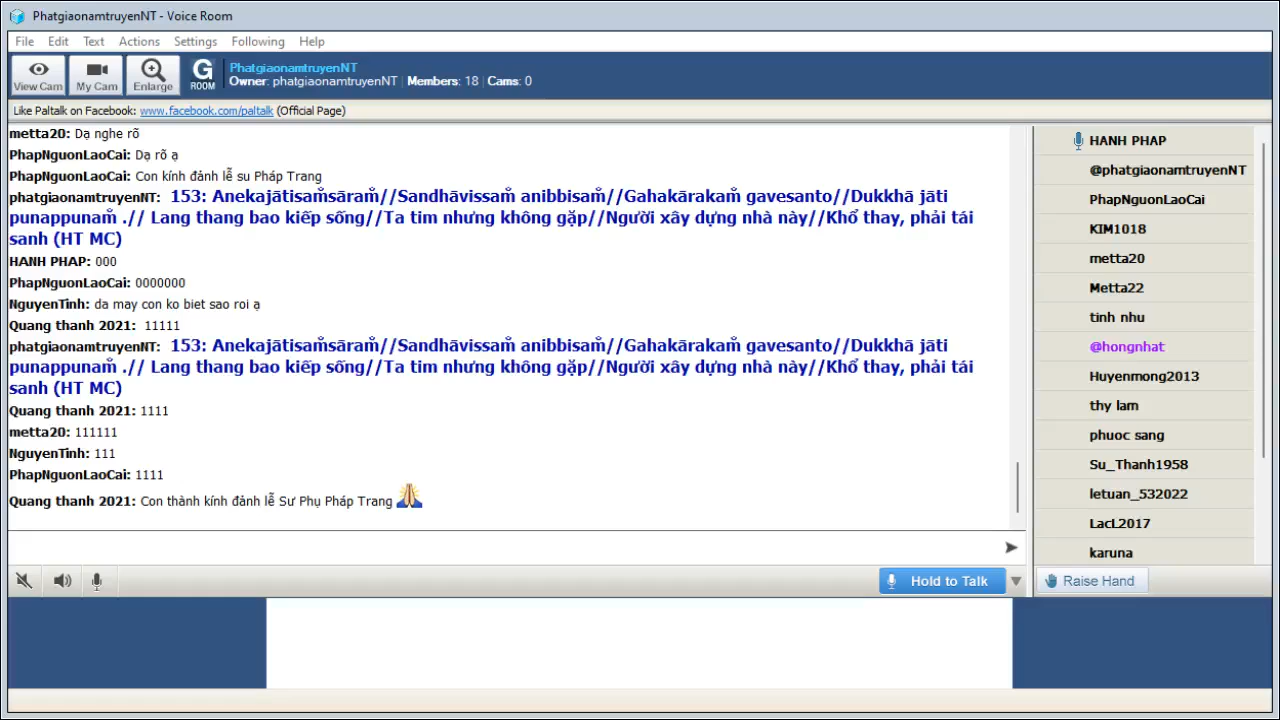 PhatgiaonamtruyenNT - Voice Room
File Edit Text Actions Settings Following Help
View Cam My Cam Enlarge G ROOM
PhatgiaonamtruyenNT
Owner: phatgiaonamtruyenNT Members: 18 Cams: 0
Like Paltalk on Facebook: www.facebook.com/paltalk (Official Page)
metta20: Dạ nghe rõ
PhapNguonLaoCai: Dạ rõ ạ
PhapNguonLaoCai: Con kính đảnh lễ su Pháp Trang
phatgiaonamtruyenNT: 153: Anekajātisaṁsāraṁ//Sandhāvissaṁ anibbisaṁ//Gahakārakaṁ gavesanto//Dukkhā jāti
punappunaṁ .// Lang thang bao kiếp sống//Ta tìm nhưng không gặp//Người xây dựng nhà này//Khổ thay, phải tái
sanh (HT MC)
HANH PHAP: 000
PhapNguonLaoCai: 0000000
NguyenTinh: da may con ko biet sao roi ạ
Quang thanh 2021: 11111
phatgiaonamtruyenNT: 153: Anekajātisaṁsāraṁ//Sandhāvissaṁ anibbisaṁ//Gahakārakaṁ gavesanto//Dukkhā jāti
punappunaṁ .// Lang thang bao kiếp sống//Ta tìm nhưng không gặp//Người xây dựng nhà này//Khổ thay, phải tái
sanh (HT MC)
Quang thanh 2021: 1111
metta20: 111111
NguyenTinh: 111
PhapNguonLaoCai: 1111
Quang thanh 2021: Con thành kính đảnh lễ Sư Phụ Pháp Trang
Hold to Talk
HANH PHAP
@phatgiaonamtruyenNT
PhapNguonLaoCai
KIM1018
metta20
Metta22
tinh nhu
@hongnhat
Huyenmong2013
thy lam
phuoc sang
Su_Thanh1958
letuan_532022
LacL2017
karuna
Raise Hand